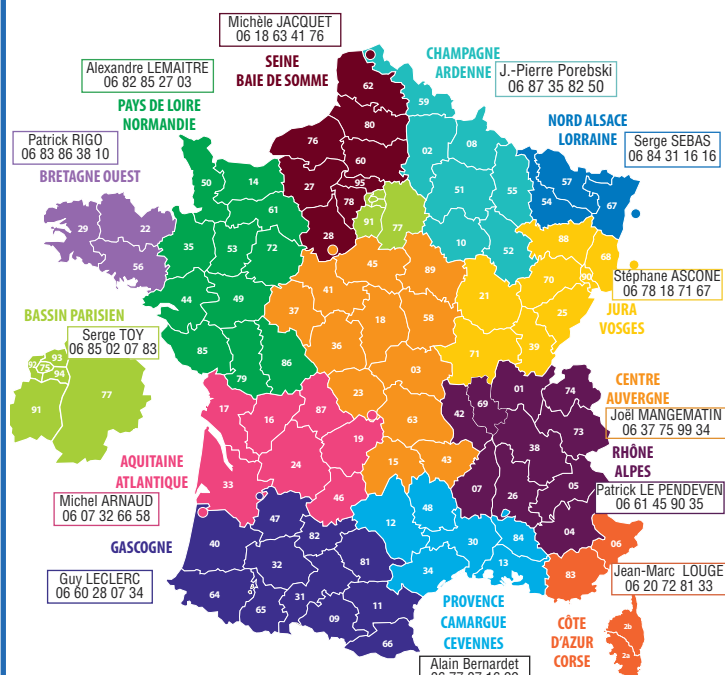 Michèle JACQUET
06 18 63 41 76
SEINE
BAIE DE SOMME
CHAMPAGNE
ARDENNE
J.-Pierre Porebski
06 87 35 82 50
Alexandre LEMAITRE
06 82 85 27 03
PAYS DE LOIRE
NORMANDIE
NORD ALSACE
LORRAINE
Serge SEBAS
06 84 31 16 16
Patrick RIGO
06 83 86 38 10
BRETAGNE OUEST
62
59
80
76
02
08
60
27
95
78
28
91
77
51
55
57
54
67
10
52
50
14
61
35
53
72
44
49
85
79
86
29
22
56
88
68
90
70
21
25
39
71
Stéphane ASCONE
06 78 18 71 67
JURA
VOSGES
45
89
41
37
18
58
36
03
23
63
15
43
BASSIN PARISIEN
Serge TOY
06 85 02 07 83
93
92
75
94
77
91
CENTRE
AUVERGNE
Joël MANGEMATIN
06 37 75 99 34
RHÔNE
ALPES
Patrick LE PENDEVEN
06 61 45 90 35
01
74
42
69
73
38
07
26
05
04
17
16
87
19
24
33
46
AQUITAINE
ATLANTIQUE
Michel ARNAUD
06 07 32 66 58
GASCOGNE
Guy LECLERC
06 60 28 07 34
40
47
82
32
81
64
65
31
09
11
66
48
12
30
84
34
13
06
83
Jean-Marc LOUGE
06 20 72 81 33
PROVENCE
CAMARGUE
CEVENNES
CÔTE
D'AZUR
CORSE
2b
2a
Alain Bernardet